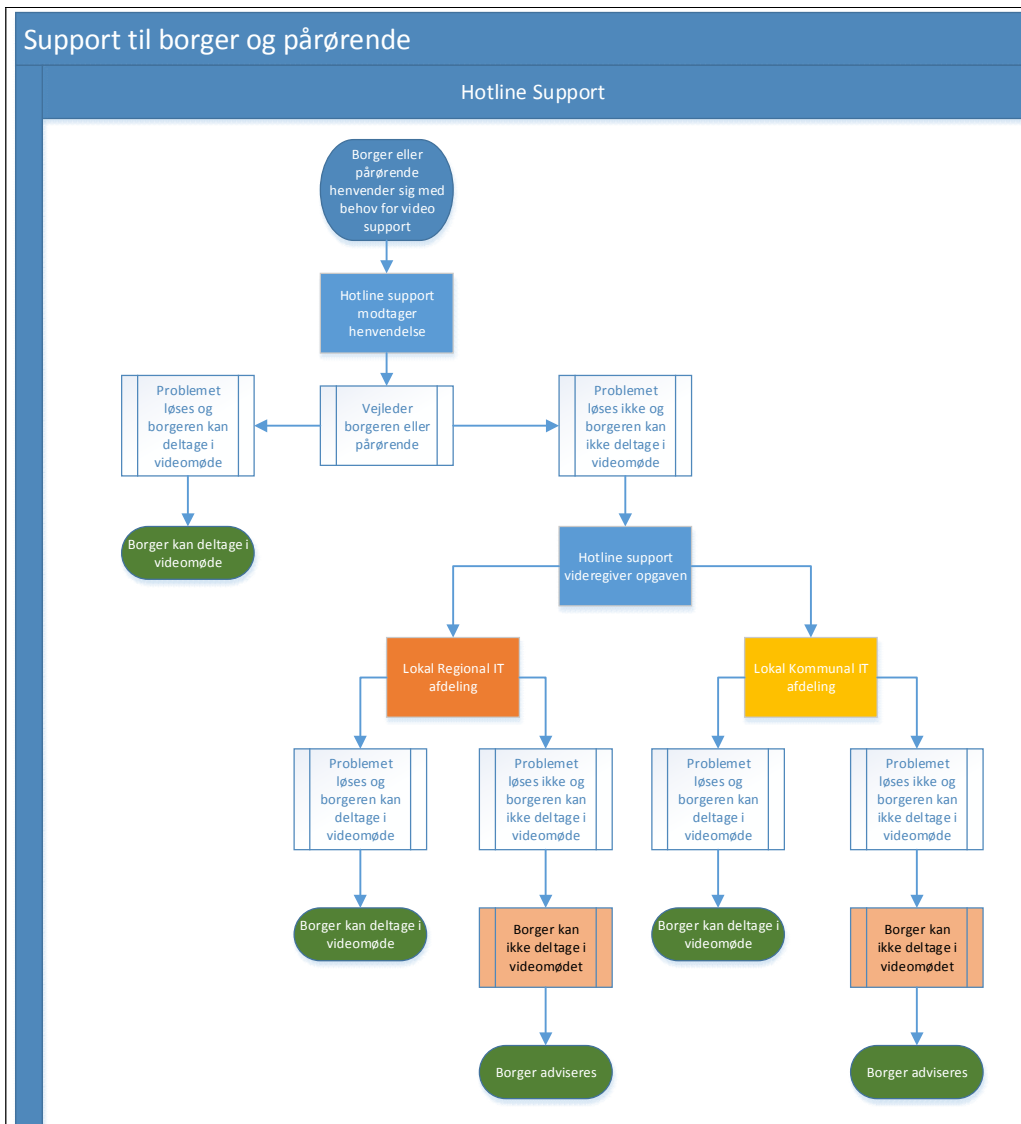 Support til borger og pårørende
Hotline Support
Borger eller
pårørende
henvender sig med
behov for video
support
Hotline support
modtager
henvendelse
Problemet
løses og
borgeren kan
deltage i
videomøde
Vejleder
borgeren eller
pårørende
Problemet
løses ikke og
borgeren kan
ikke deltage i
videomøde
Borger kan deltage i
videomøde
Hotline support
videregiver opgaven
Lokal Regional IT
afdeling
Lokal Kommunal IT
afdeling
Problemet
løses og
borgeren kan
deltage i
videomøde
Problemet
løses ikke og
borgeren kan
ikke deltage i
videomøde
Problemet
løses og
borgeren kan
deltage i
videomøde
Problemet
løses ikke og
borgeren kan
ikke deltage i
videomøde
Borger kan deltage i
videomøde
Borger kan
ikke deltage i
videomødet
Borger kan deltage i
videomøde
Borger kan
ikke deltage i
videomødet
Borger adviseres
Borger adviseres